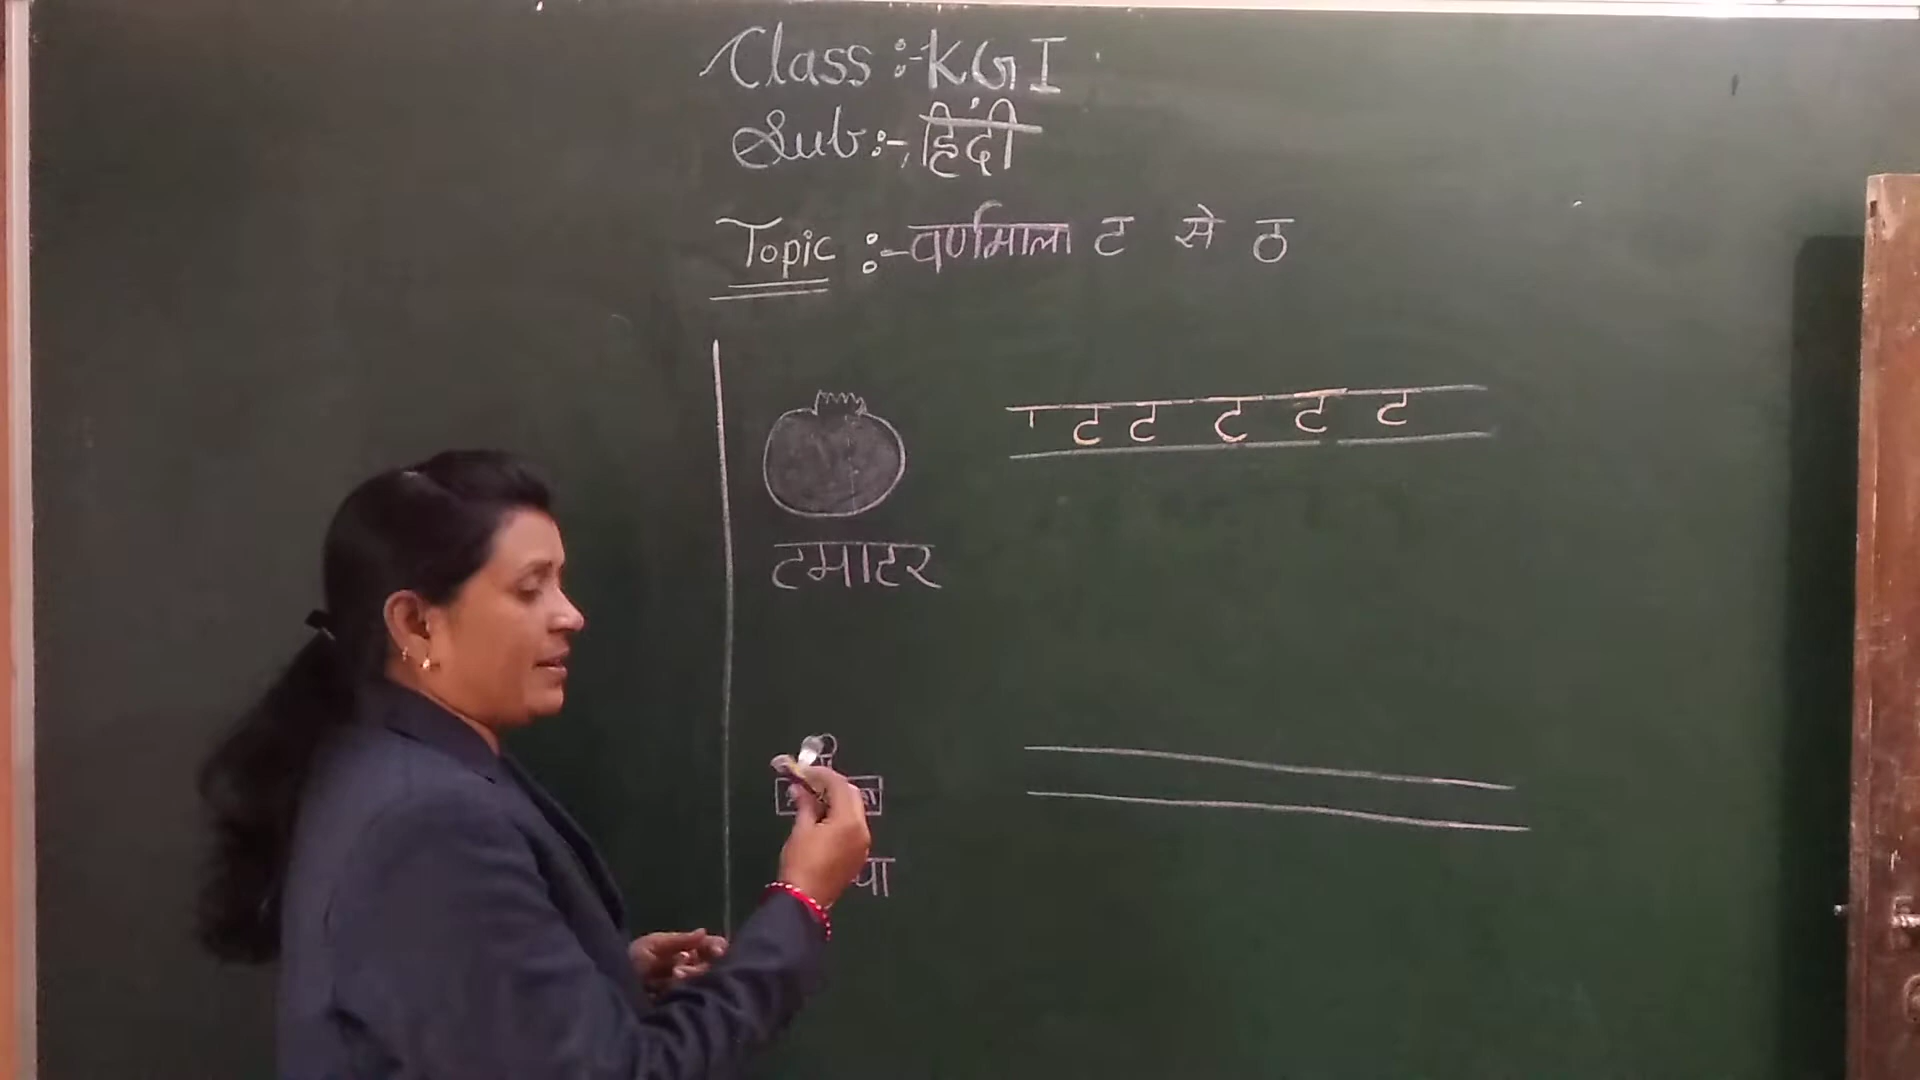 Class :- KG I
Sub :- हिंदी
Topic :- वर्णमाला ट से ठ
ट ट ट ट ट
टमाटर